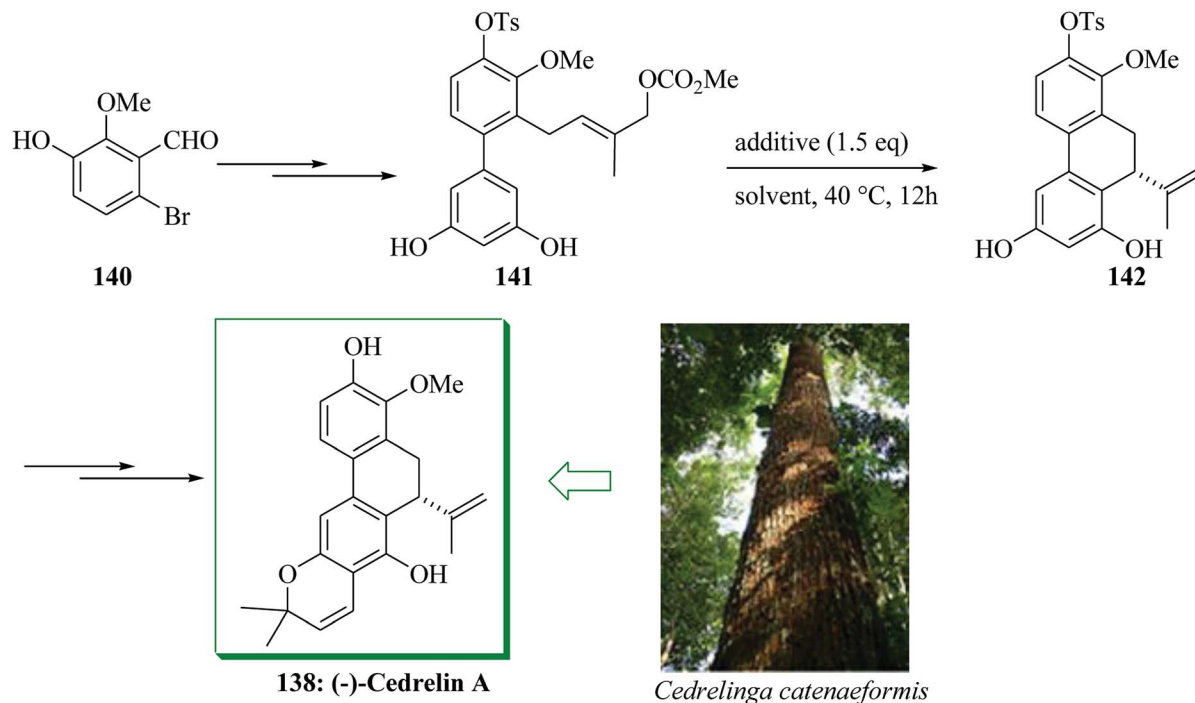 OTs
OMe
OCO₂Me
HO
OMe
CHO
Br
140
HO
OH
141
additive (1.5 eq)
solvent, 40 °C, 12h
OTs
OMe
HO
OH
142
OH
OMe
O
OH
138: (-)-Cedrelin A
Cedrelinga catenaeformis